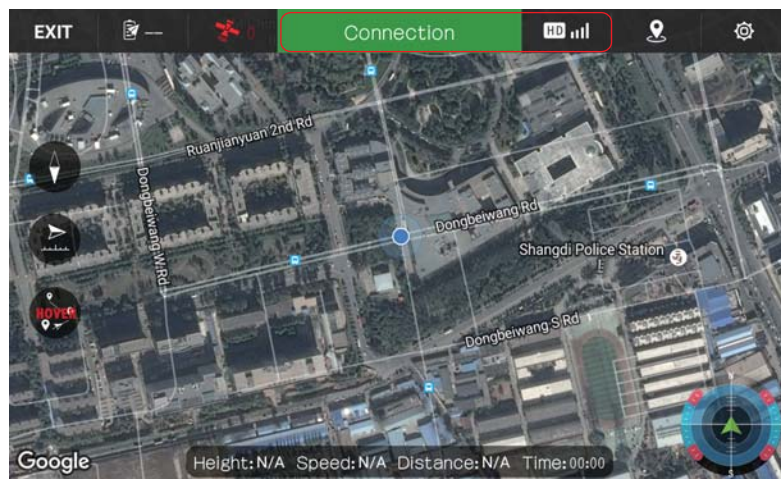 EXIT -- 0 Connection HD
Ruanjianyuan 2nd Rd
Dongbeiwang W Rd
Dongbeiwang Rd
Shangdi Police Station
E
HOVER
Dongbeiwang S Rd
S
Google Height: N/A Speed: N/A Distance: N/A Time: 00:00